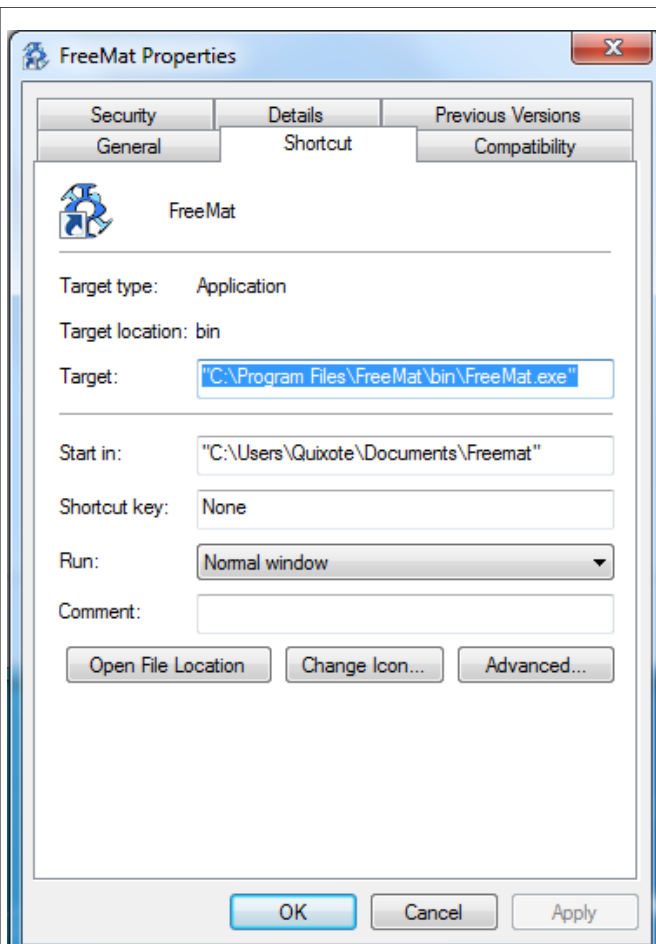 FreeMat Properties
Security Details Previous Versions
General Shortcut Compatibility
FreeMat
Target type: Application
Target location: bin
Target: "C:\Program Files\FreeMat\bin\FreeMat.exe"
Start in: "C:\Users\Quixote\Documents\Freemat"
Shortcut key: None
Run: Normal window
Comment:
Open File Location Change Icon... Advanced...
OK Cancel Apply